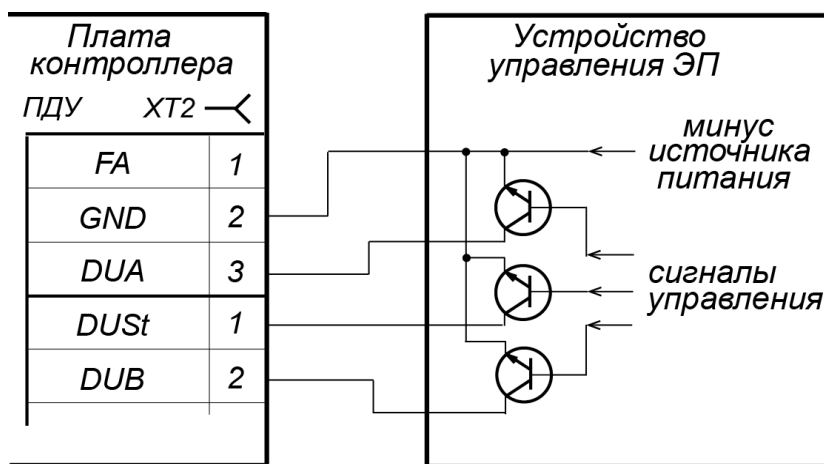 Плата
контроллера
ПДУ XT2
FA 1
GND 2
DUA 3
DUSt 1
DUB 2
Устройство
управления ЭП
минус
источника
питания
сигналы
управления